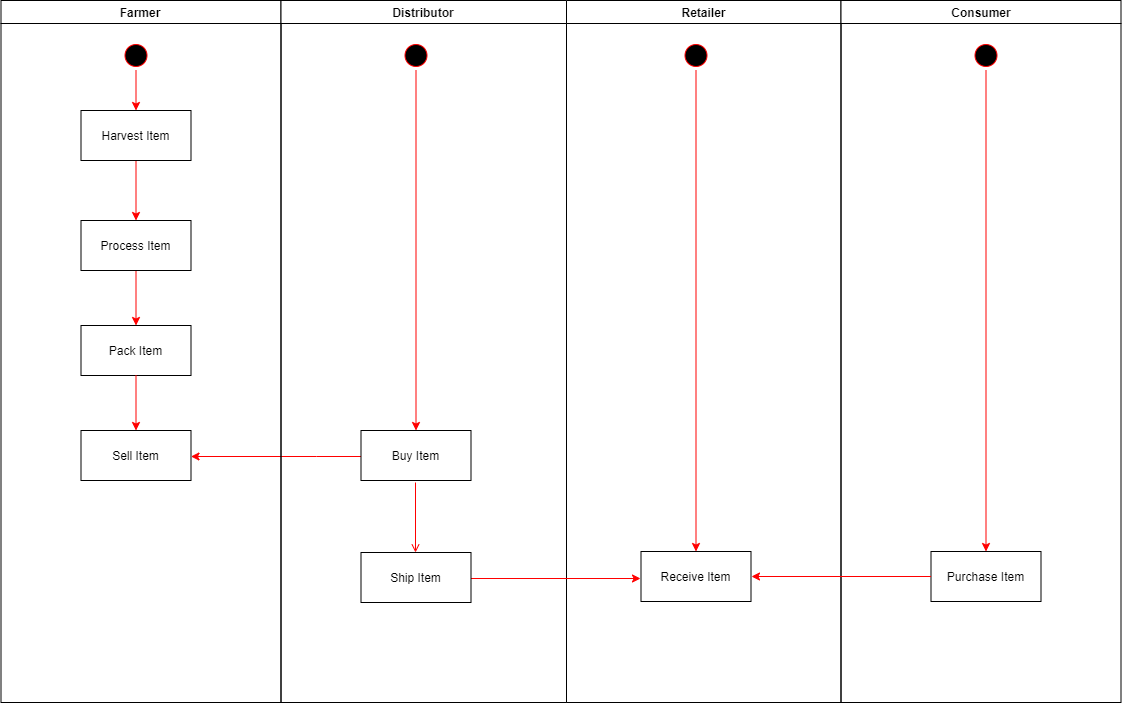 Farmer
Distributor
Retailer
Consumer
Harvest Item
Process Item
Pack Item
Sell Item
Buy Item
Ship Item
Receive Item
Purchase Item